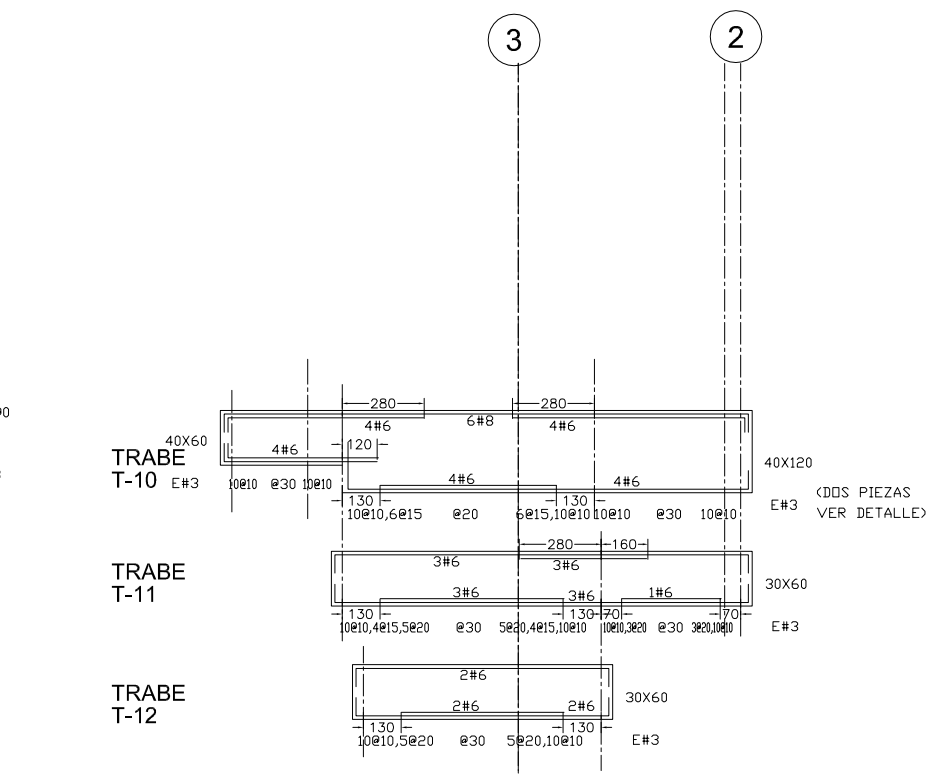 3 2
280 280
4#6 6#8 4#6
40X60 4#6 120
TRABE
T-10 E#3 10@10 @30 10@10
4#6 4#6 40X120
130 130
10@10,6@15 @20 6@15,10@10 10@10 @30 10@10 E#3
(DOS PIEZAS
VER DETALLE)
280 160
TRABE
T-11
3#6 3#6
3#6 3#6 1#6 30X60
130 130 70 70
10@10,4@15,5@20 @30 5@20,4@15,10@10 10@10,3@20 @30 3@20,10@10 E#3
TRABE
T-12
2#6
2#6 2#6 30X60
130 130
10@10,5@20 @30 5@20,10@10 E#3